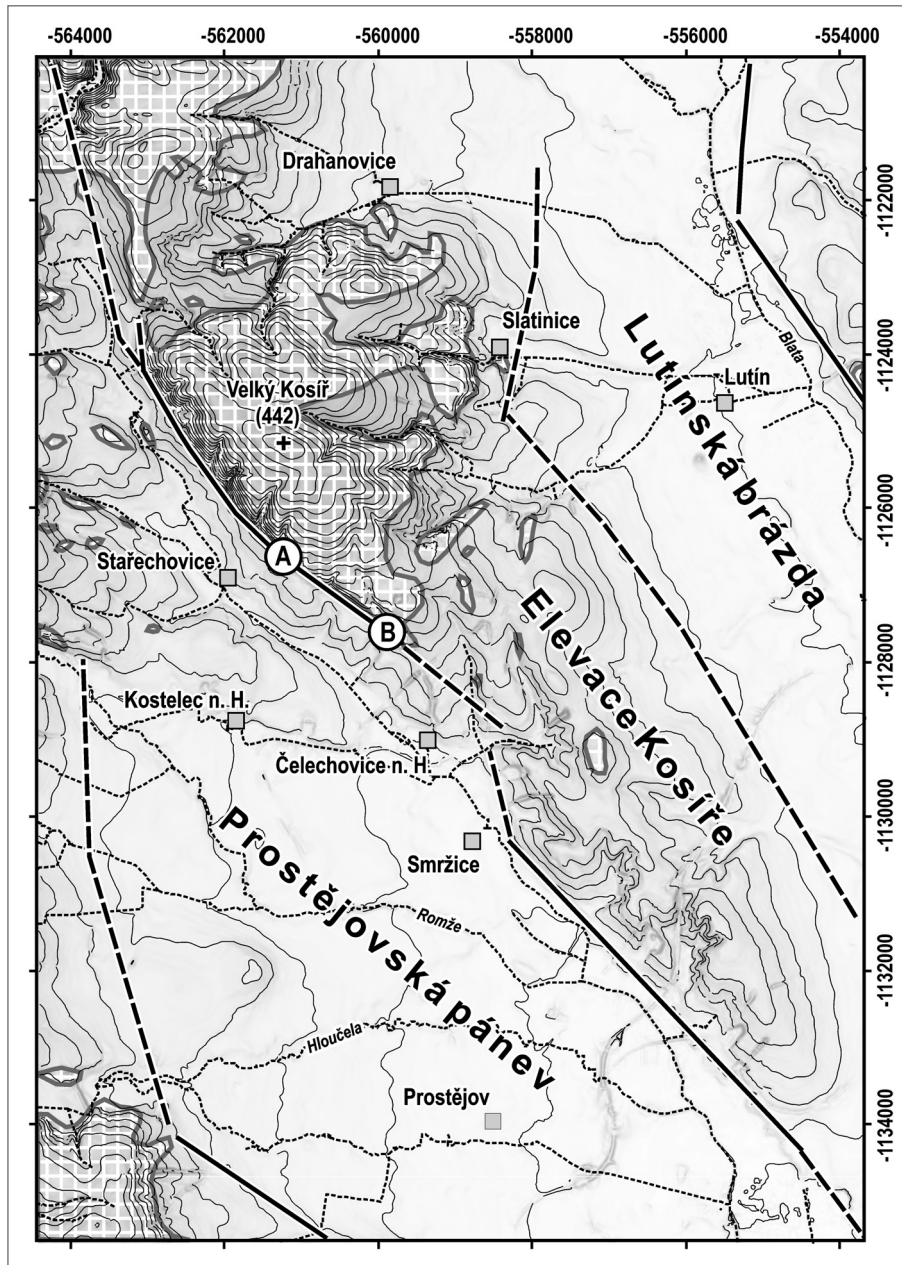 -564000 -562000 -560000 -558000 -556000 -554000
Drahanovice
-1122000
Slatinice
Blata
-1124000
Lutín
Velký Kosíř
(442)
Lutínská brázda
-1126000
A
Stařechovice
B
Elevace Kosíře
-1128000
Kostelec n. H.
Čelechovice n. H.
-1130000
Prostějovská pánev
Smržice
Romže
-1132000
Hloučela
Prostějov
-1134000